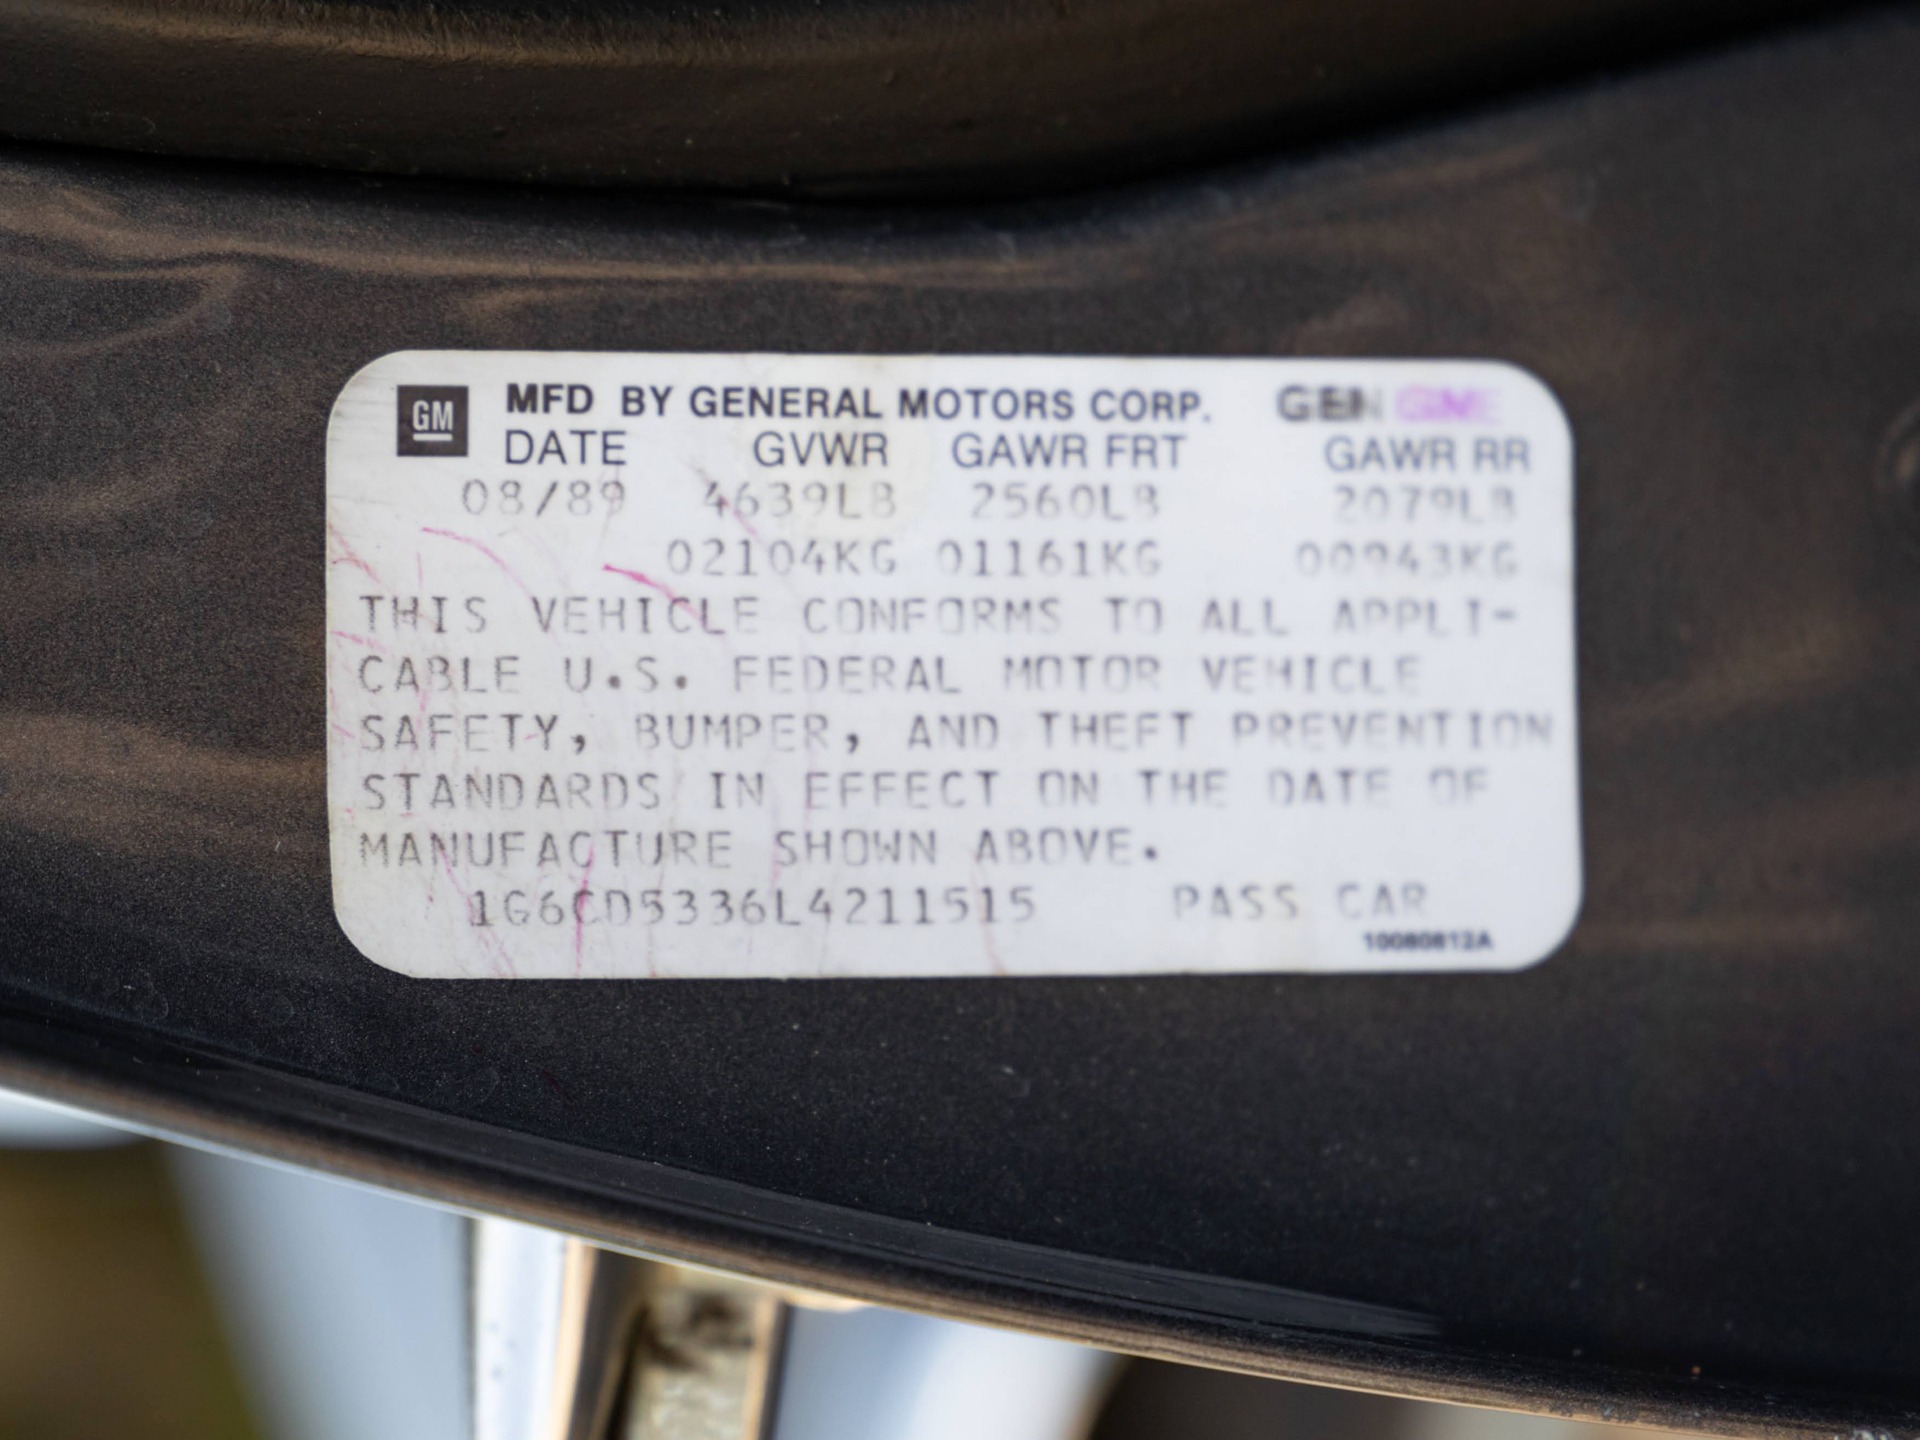 GM MFD BY GENERAL MOTORS CORP.
DATE GVWR GAWR FRT GAWR RR
08/89 4639LB 2560LB 2079LB
02104KG 01161KG 00943KG
THIS VEHICLE CONFORMS TO ALL APPLI-
CABLE U.S. FEDERAL MOTOR VEHICLE
SAFETY, BUMPER, AND THEFT PREVENTION
STANDARDS IN EFFECT ON THE DATE OF
MANUFACTURE SHOWN ABOVE.
1G6CD5336L4211515 PASS CAR
10080812A